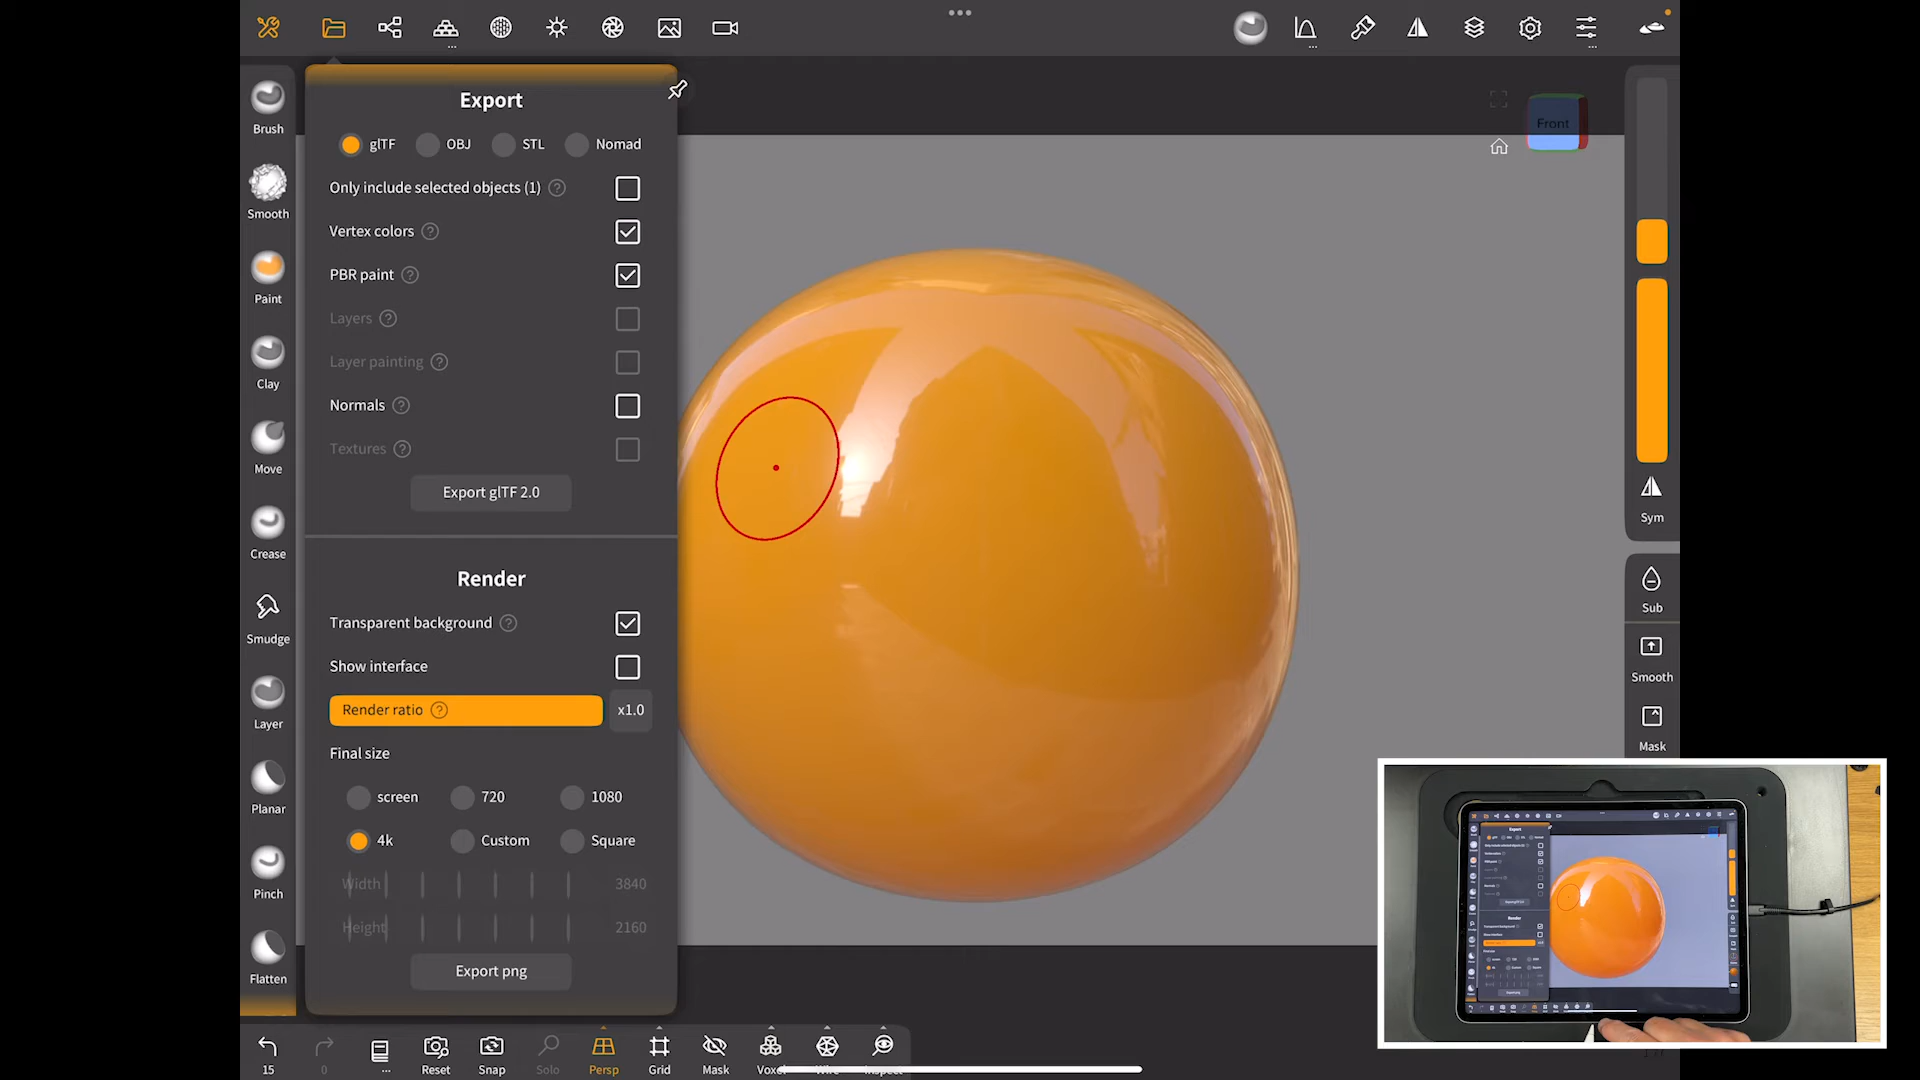 Brush
Smooth
Paint
Clay
Move
Crease
Smudge
Layer
Planar
Pinch
Flatten
Export
glTF OBJ STL Nomad
Only include selected objects (1) ?
Vertex colors ?
PBR paint ?
Layers ?
Layer painting ?
Normals ?
Textures ?
Export glTF 2.0
Render
Transparent background ?
Show interface
Render ratio ? x1.0
Final size
screen 720 1080
4k Custom Square
Width 3840
Height 2160
Export png
Front
Sym
Sub
Smooth
Mask
15 0 ... Reset Snap Solo Persp Grid Mask